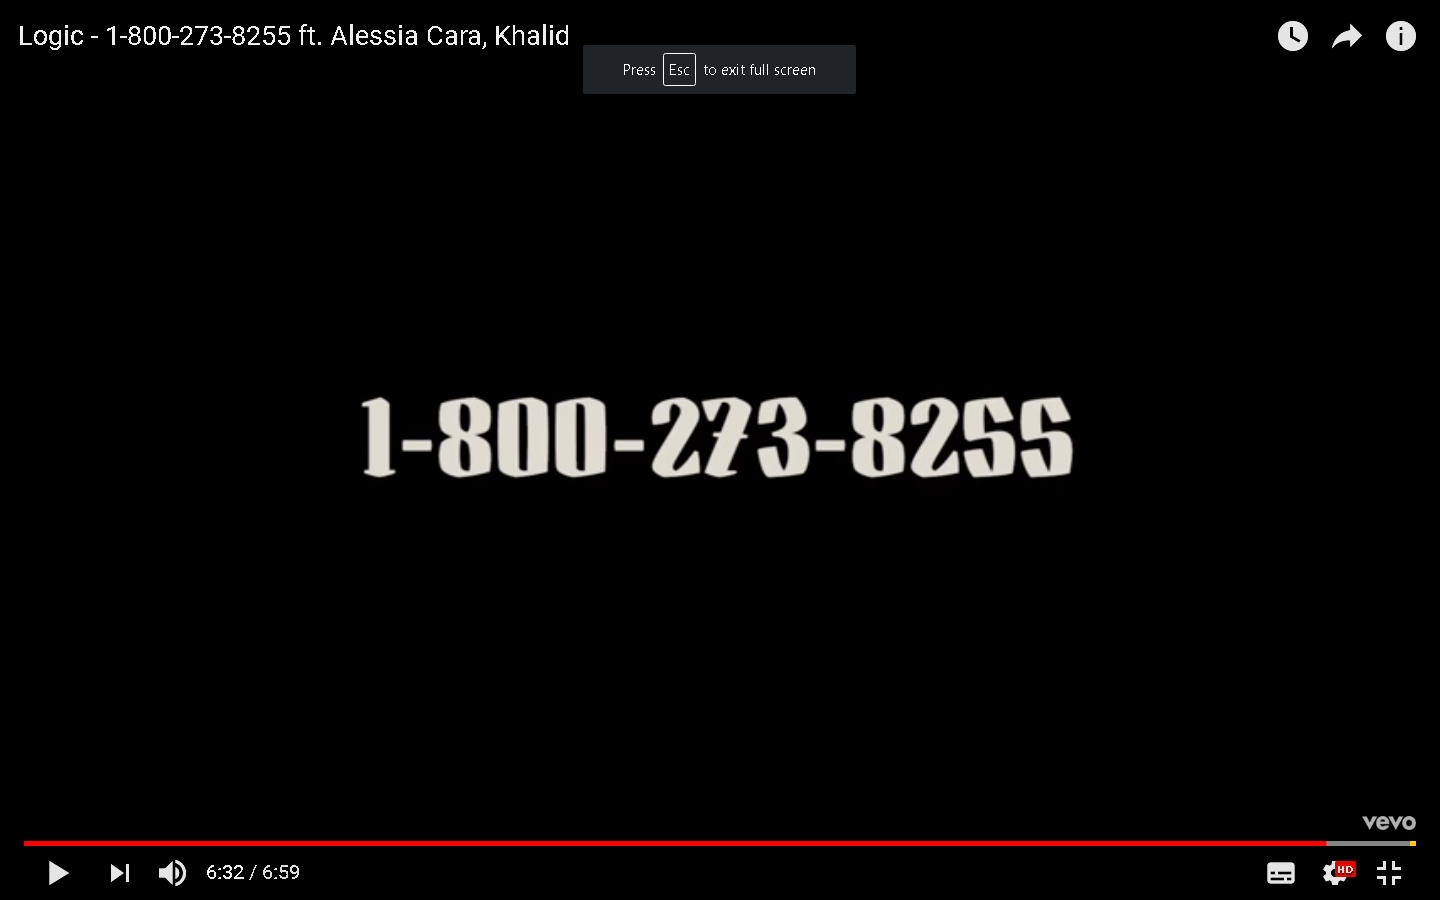 Logic - 1-800-273-8255 ft. Alessia Cara, Khalid
Press Esc to exit full screen
1-800-273-8255
vevo
6:32 / 6:59
HD